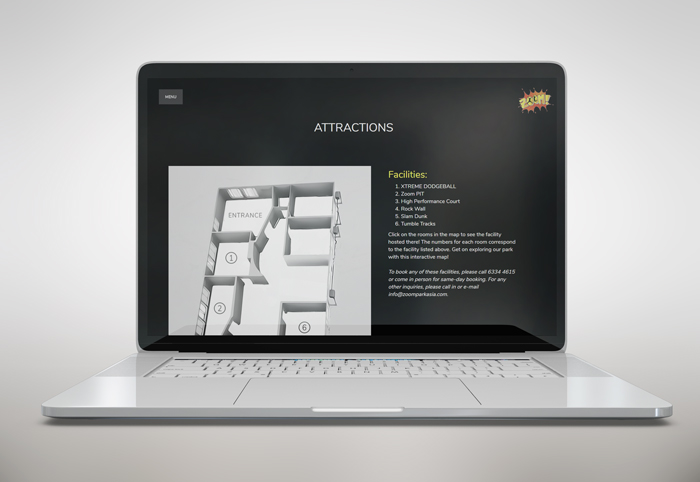 MENU
ZOOM!
ATTRACTIONS
ENTRANCE
1
2
6
Facilities:
1. XTREME DODGEBALL
2. Zoom PIT
3. High Performance Court
4. Rock Wall
5. Slam Dunk
6. Tumble Tracks
Click on the rooms in the map to see the facility
hosted there! The numbers for each room correspond
to the facility listed above. Get on exploring our park
with this interactive map!
To book any of these facilities, please call 6334 4615
or come in person for same-day booking. For any
other inquiries, please call in or e-mail
info@zoomparkasia.com.